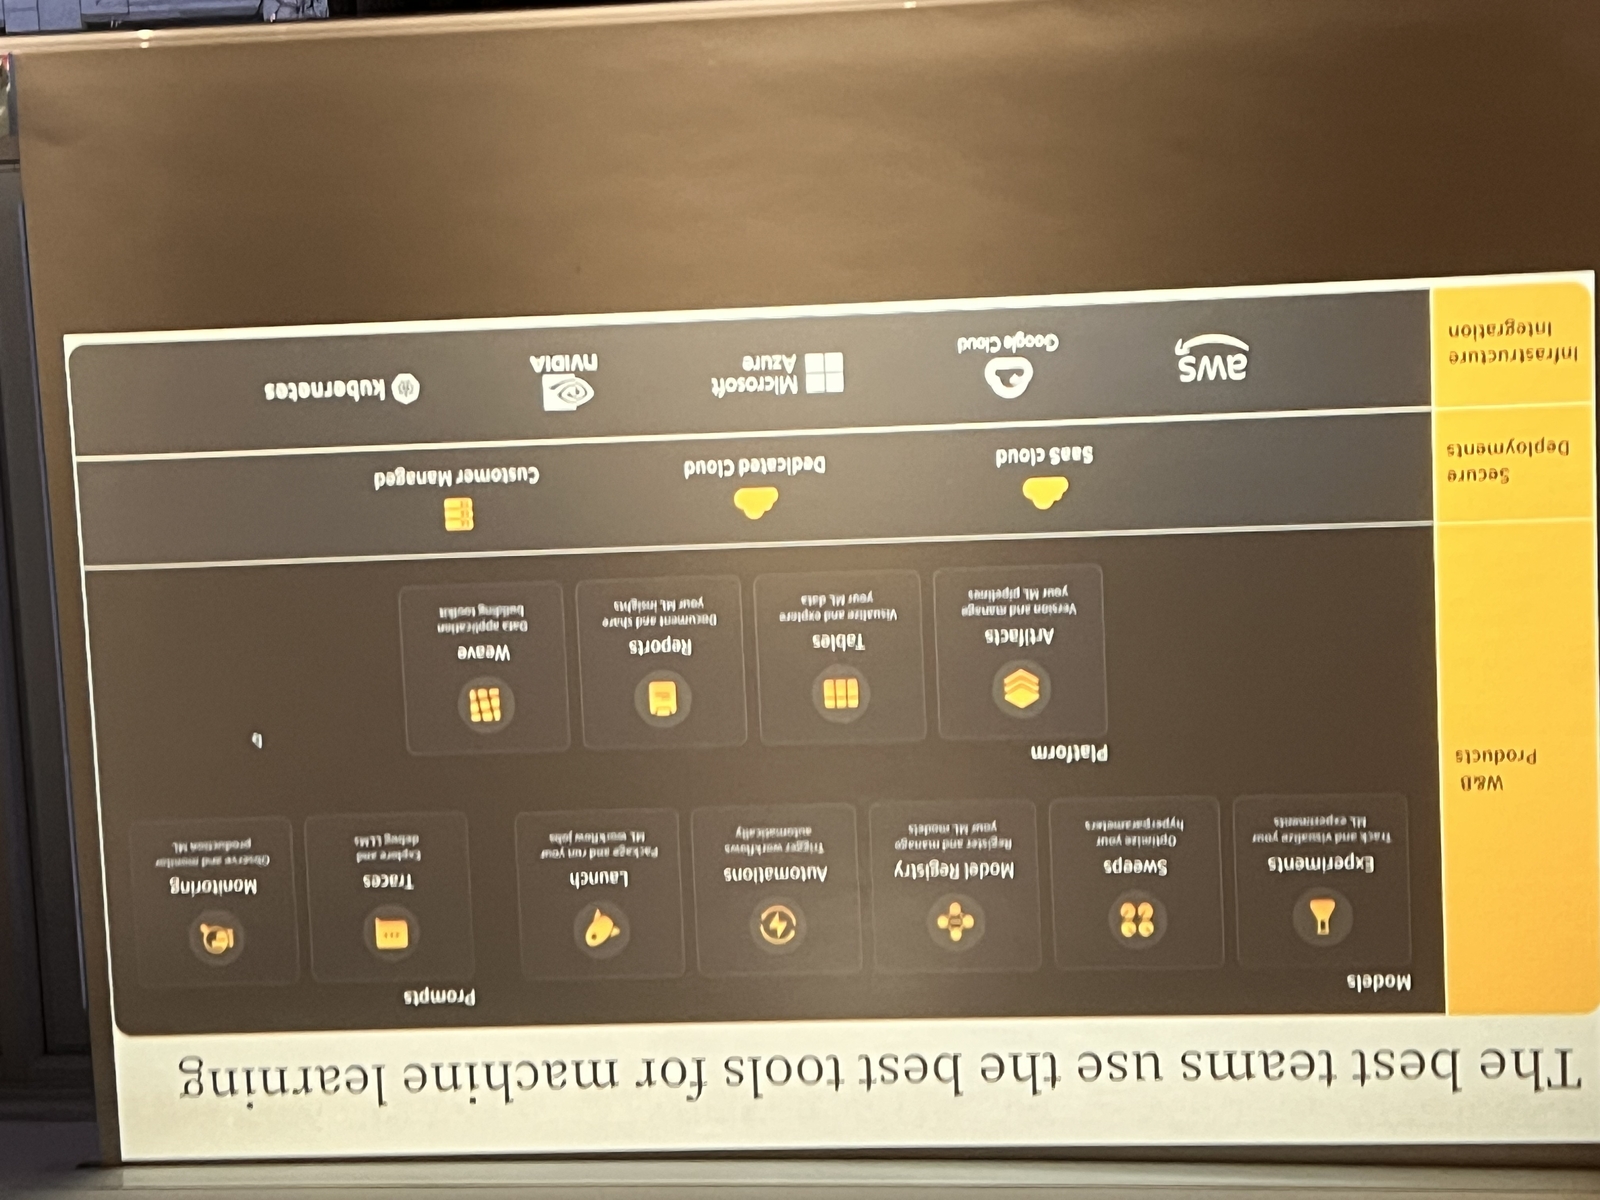 The best teams use the best tools for machine learning
W&B
Products
Models
Experiments
Track and visualize your
ML experiments
Sweeps
Optimize your
hyperparameters
Model Registry
Register and manage
your ML models
Automations
Trigger workflows
automatically
Launch
Package and run your
ML workflow jobs
Prompts
Traces
Explore and
debug LLMs
Monitoring
Observe and monitor
production ML
Platform
Artifacts
Version and manage
your ML pipelines
Tables
Visualize and explore
your ML data
Reports
Document and share
your ML insights
Weave
Data application
building toolkit
Secure
Deployments
SaaS cloud
Dedicated Cloud
Customer Managed
Infrastructure
Integration
aws
Google Cloud
Microsoft
Azure
NVIDIA
kubernetes